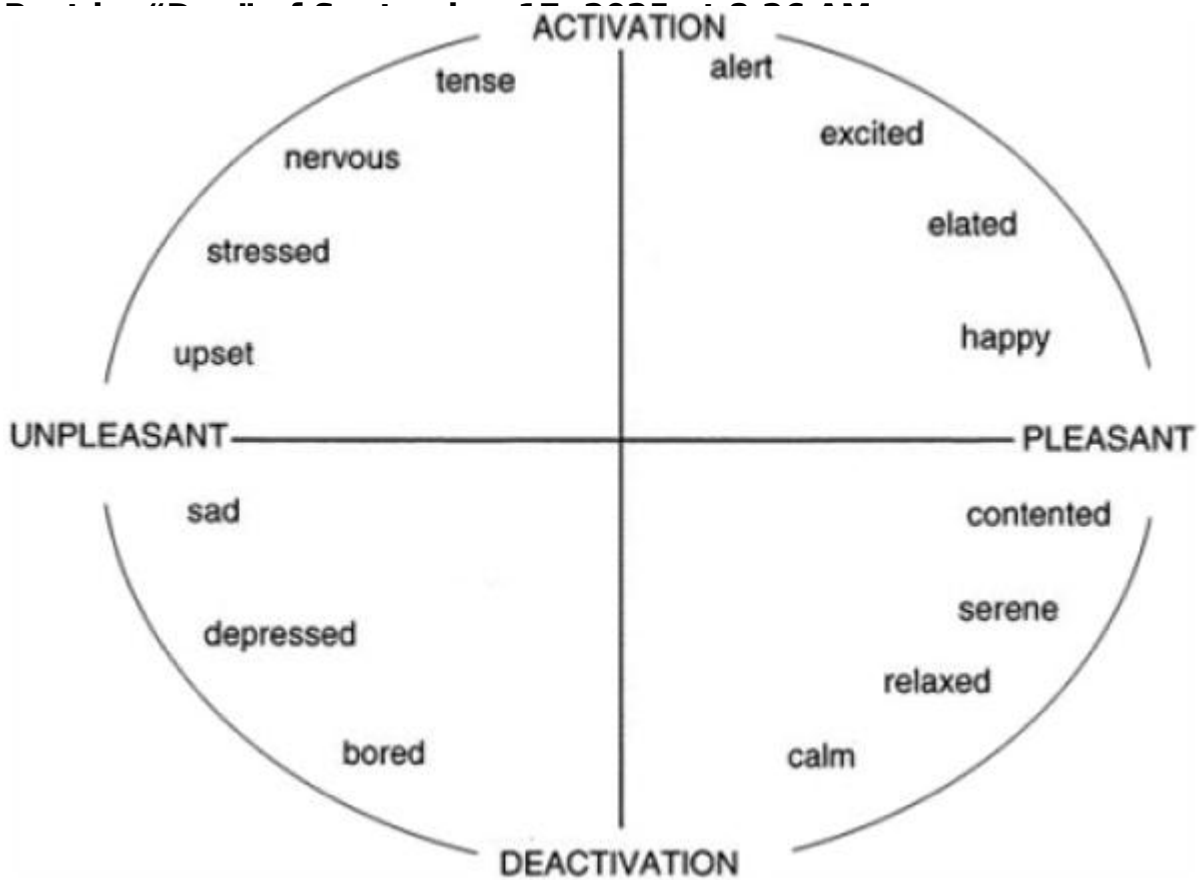 ACTIVATION
tense
alert
nervous
excited
stressed
elated
upset
happy
UNPLEASANT
PLEASANT
sad
contented
depressed
serene
relaxed
bored
calm
DEACTIVATION